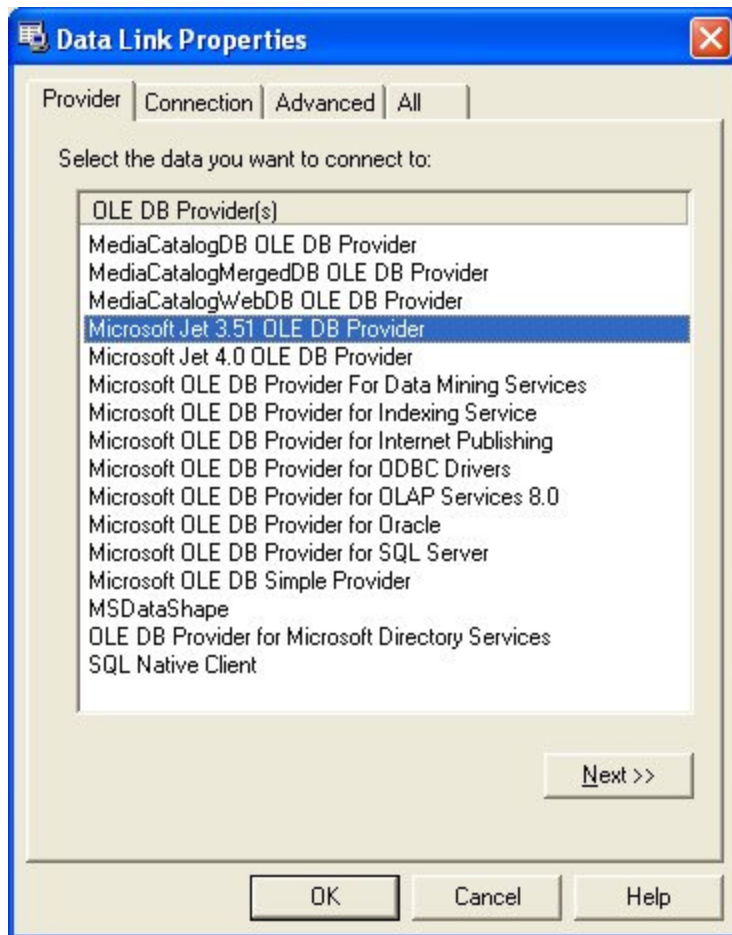 Data Link Properties
Provider Connection Advanced All
Select the data you want to connect to:
OLE DB Provider(s)
MediaCatalogDB OLE DB Provider
MediaCatalogMergedDB OLE DB Provider
MediaCatalogWebDB OLE DB Provider
Microsoft Jet 3.51 OLE DB Provider
Microsoft Jet 4.0 OLE DB Provider
Microsoft OLE DB Provider For Data Mining Services
Microsoft OLE DB Provider for Indexing Service
Microsoft OLE DB Provider for Internet Publishing
Microsoft OLE DB Provider for ODBC Drivers
Microsoft OLE DB Provider for OLAP Services 8.0
Microsoft OLE DB Provider for Oracle
Microsoft OLE DB Provider for SQL Server
Microsoft OLE DB Simple Provider
MSDataShape
OLE DB Provider for Microsoft Directory Services
SQL Native Client
Next >>
OK Cancel Help